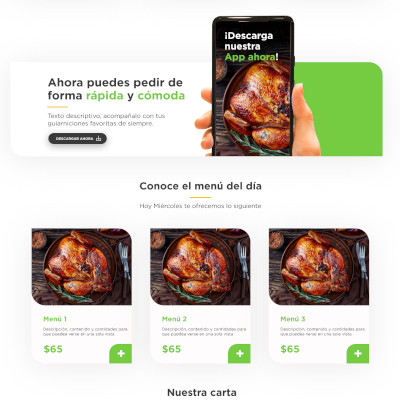 ¡Descarga
nuestra
App ahora!
Ahora puedes pedir de
forma rápida y cómoda
Texto descriptivo, acompañalo con tus
guiarniciones favoritas de siempre.
DESCARGAR AHORA
Conoce el menú del día
Hoy Miércoles te ofrecemos lo siguiente
Menú 1
Descripción, contenido y cantidades para
que puedas verse en una sola vista
$65
Menú 2
Descripción, contenido y cantidades para
que puedas verse en una sola vista
$65
Menú 3
Descripción, contenido y cantidades para
que puedas verse en una sola vista
$65
Nuestra carta